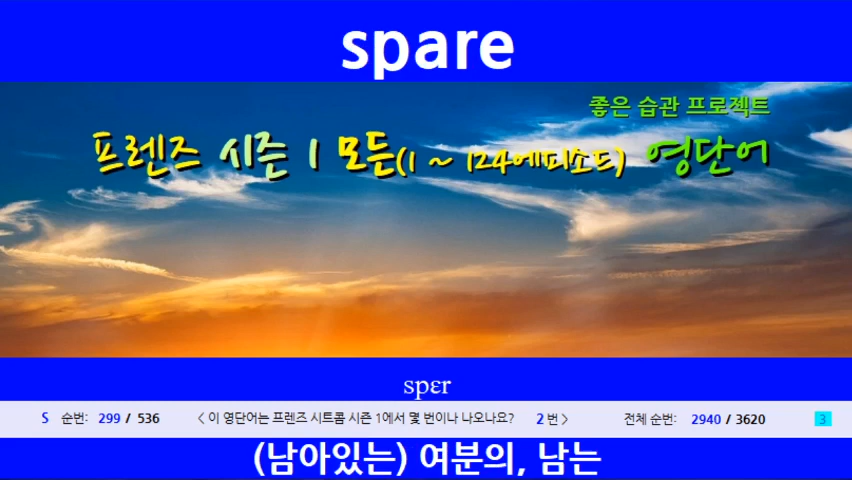 spare
좋은 습관 프로젝트
프렌즈 시즌 1 모든(1 ~ 124에피소드) 영단어
spɛr
S 순번: 299 / 536 < 이 영단어는 프렌즈 시트콤 시즌 1에서 몇 번이나 나오나요? 2 번 > 전체 순번: 2940 / 3620 3
(남아있는) 여분의, 남는